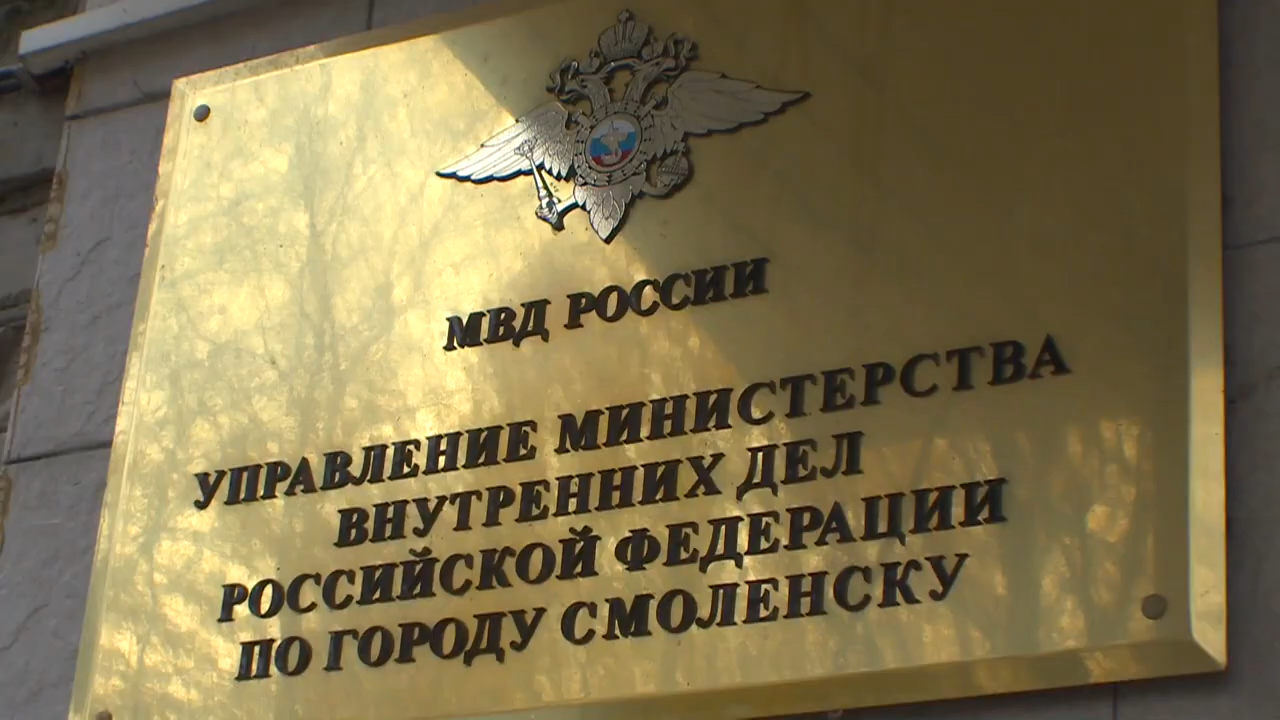 МВД РОССИИ
УПРАВЛЕНИЕ МИНИСТЕРСТВА
ВНУТРЕННИХ ДЕЛ
РОССИЙСКОЙ ФЕДЕРАЦИИ
ПО ГОРОДУ СМОЛЕНСКУ